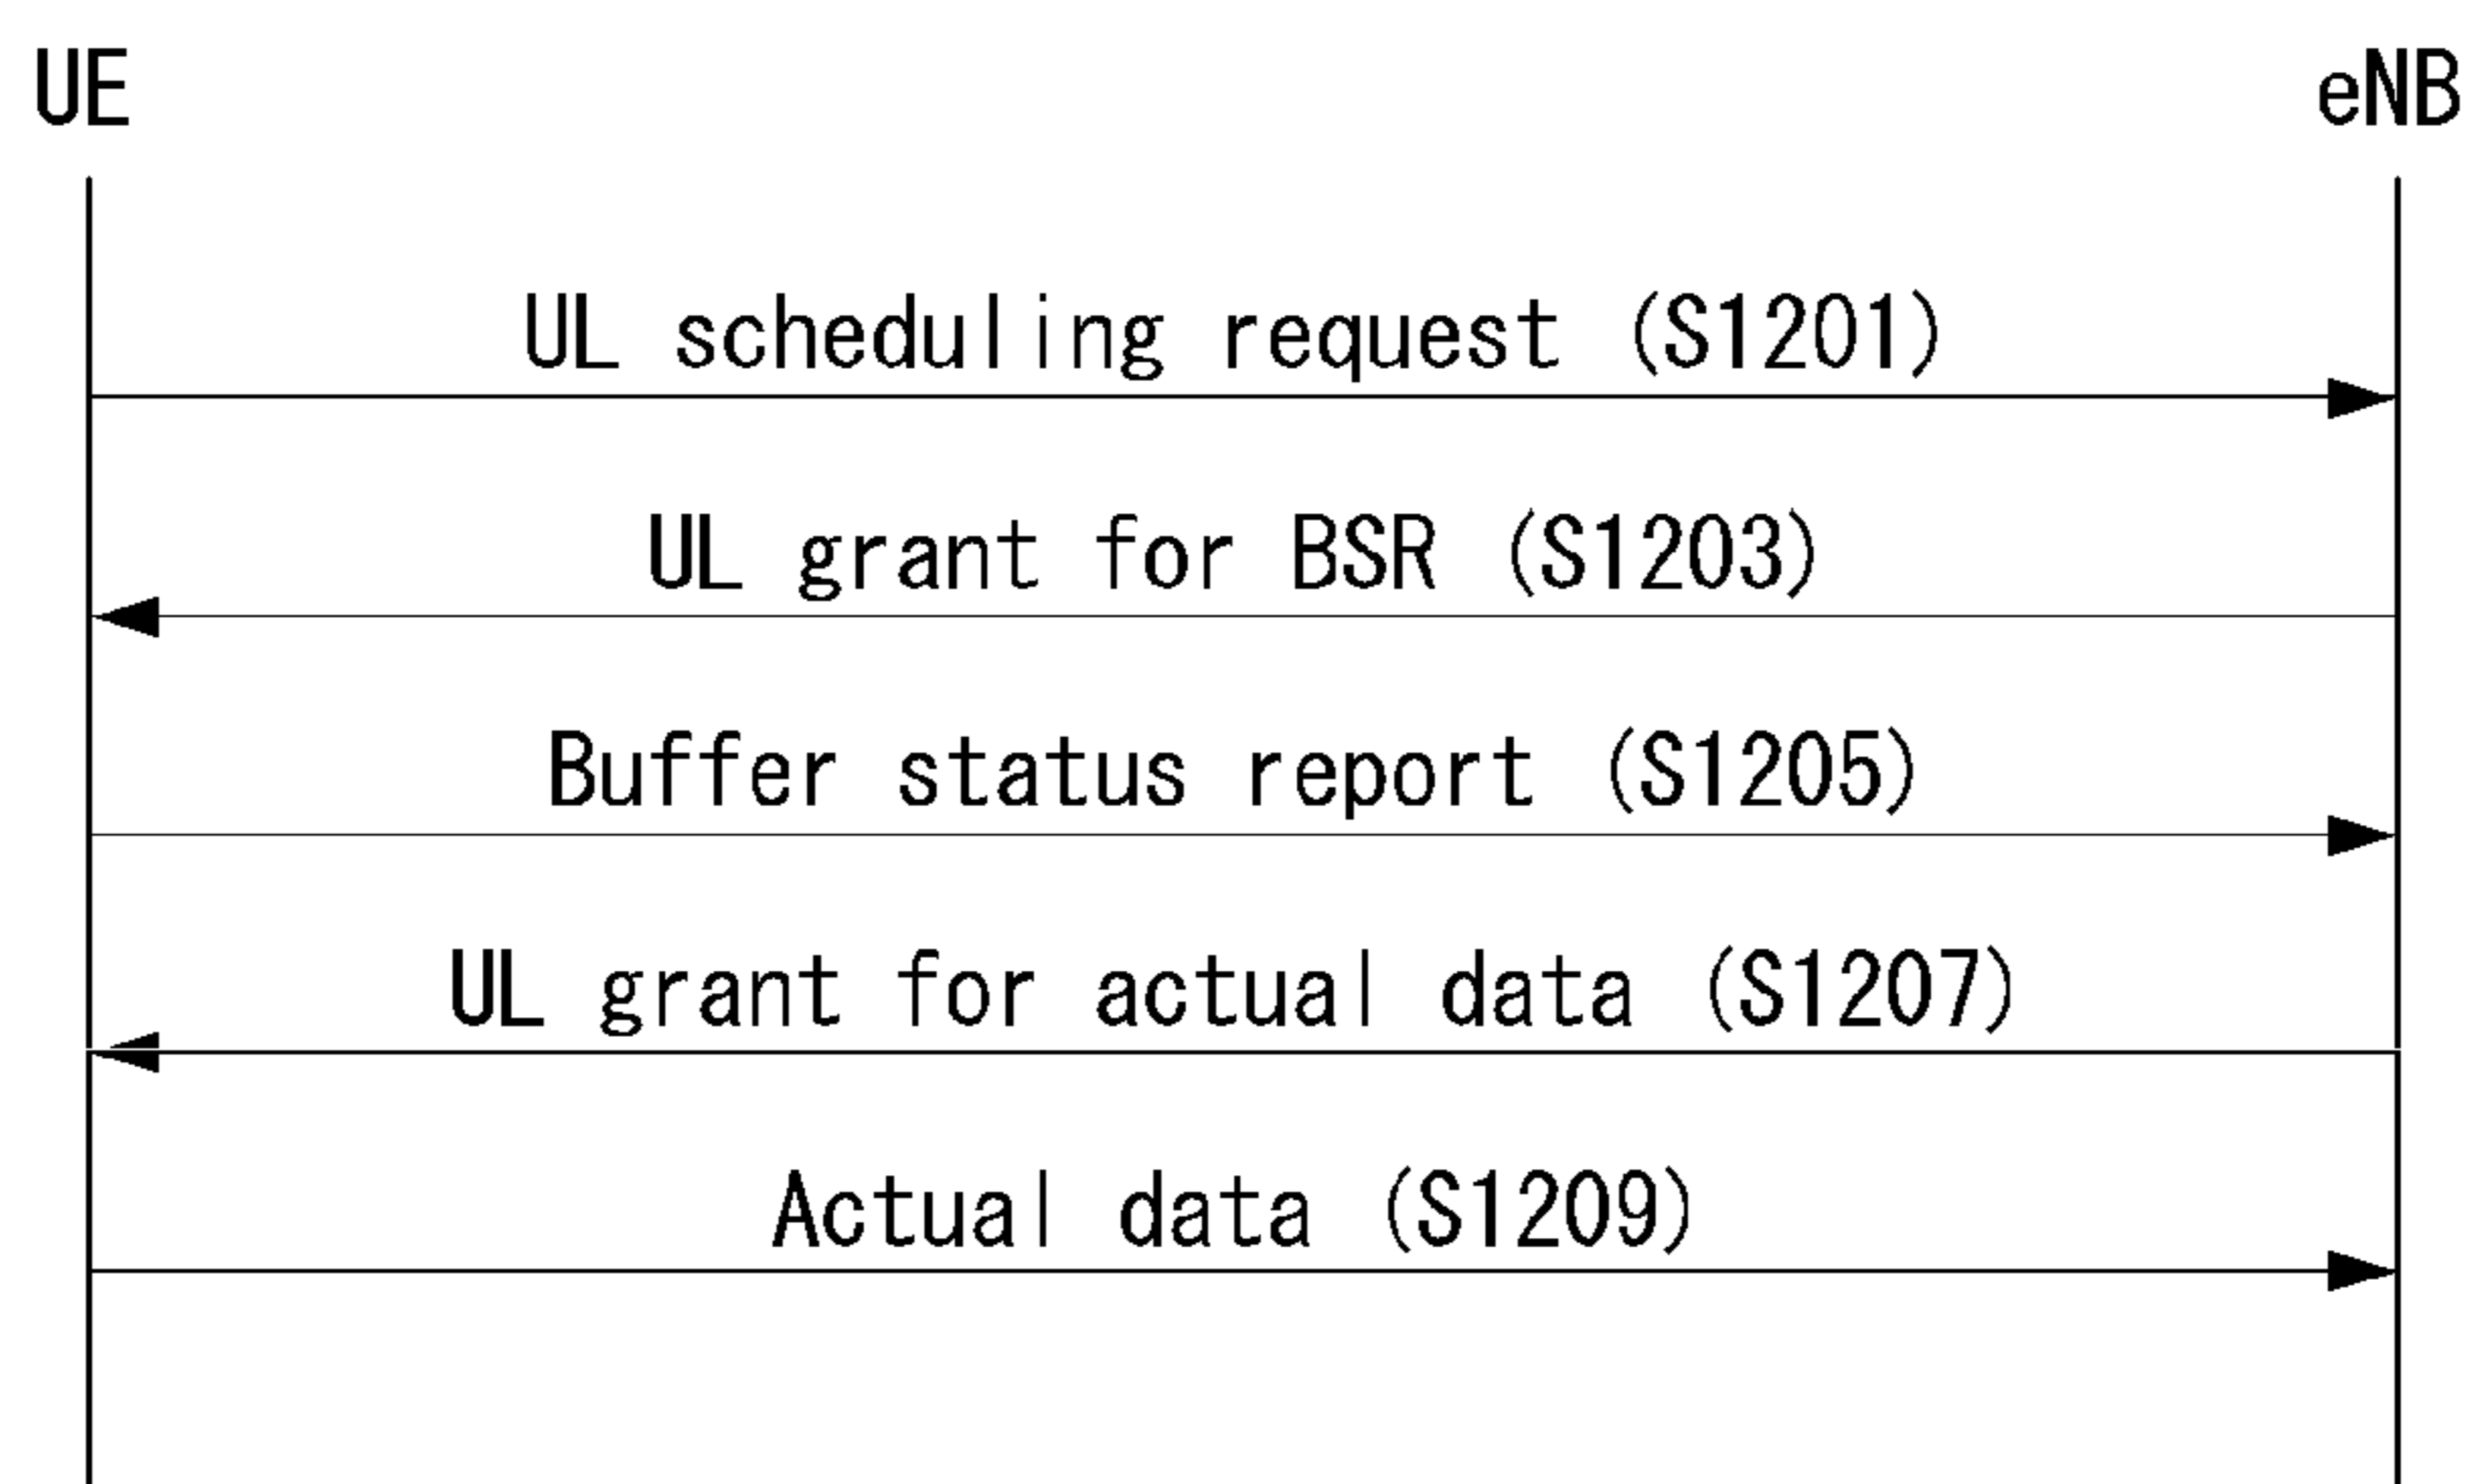 UE eNB
UL scheduling request (S1201)
UL grant for BSR (S1203)
Buffer status report (S1205)
UL grant for actual data (S1207)
Actual data (S1209)